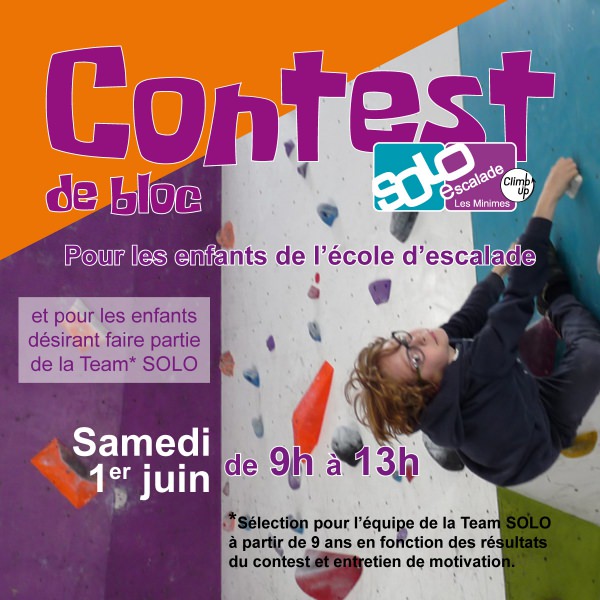 Contest
de bloc
SOLO
escalade
Les Minimes
Climb
Up
Pour les enfants de l'école d'escalade
et pour les enfants
désirant faire partie
de la Team* SOLO
Samedi
1er juin
de 9h à 13h
*Sélection pour l'équipe de la Team SOLO
à partir de 9 ans en fonction des résultats
du contest et entretien de motivation.